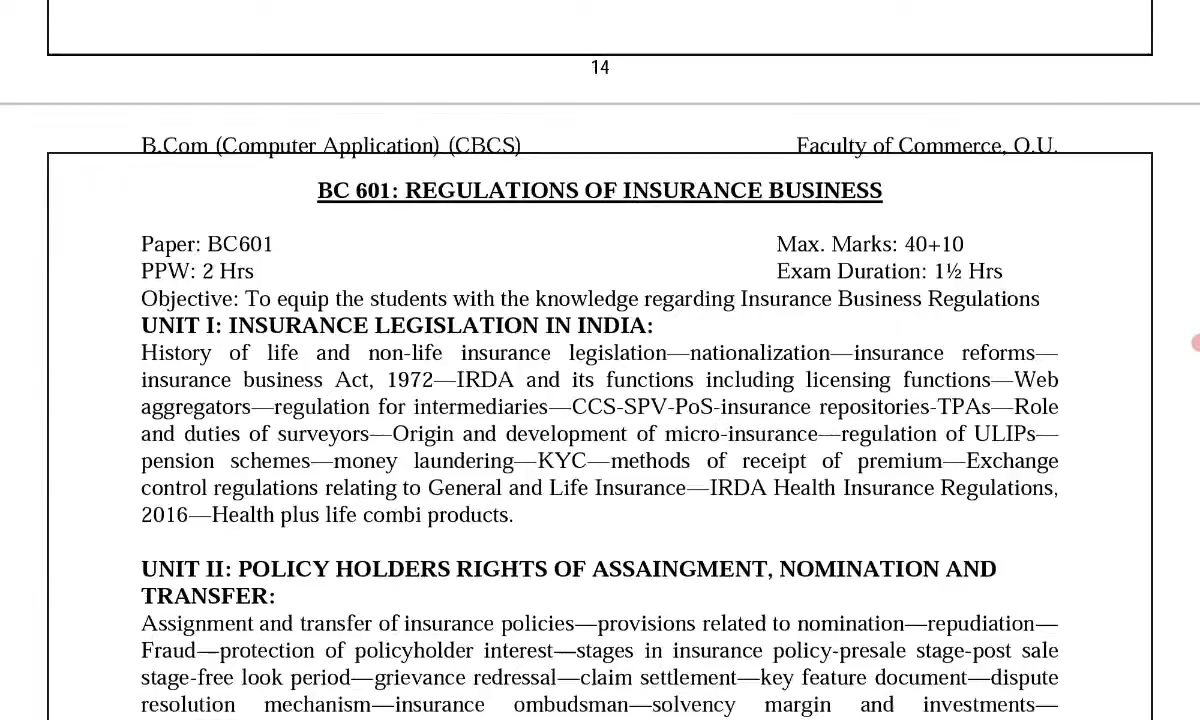 14
B.Com (Computer Application) (CBCS) Faculty of Commerce, O.U.
BC 601: REGULATIONS OF INSURANCE BUSINESS
Paper: BC601 Max. Marks: 40+10
PPW: 2 Hrs Exam Duration: 1½ Hrs
Objective: To equip the students with the knowledge regarding Insurance Business Regulations
UNIT I: INSURANCE LEGISLATION IN INDIA:
History of life and non-life insurance legislation—nationalization—insurance reforms—
insurance business Act, 1972—IRDA and its functions including licensing functions—Web
aggregators—regulation for intermediaries—CCS-SPV-PoS-insurance repositories-TPAs—Role
and duties of surveyors—Origin and development of micro-insurance—regulation of ULIPs—
pension schemes—money laundering—KYC—methods of receipt of premium—Exchange
control regulations relating to General and Life Insurance—IRDA Health Insurance Regulations,
2016—Health plus life combi products.
UNIT II: POLICY HOLDERS RIGHTS OF ASSAINGMENT, NOMINATION AND
TRANSFER:
Assignment and transfer of insurance policies—provisions related to nomination—repudiation—
Fraud—protection of policyholder interest—stages in insurance policy-presale stage-post sale
stage-free look period—grievance redressal—claim settlement—key feature document—dispute
resolution mechanism—insurance ombudsman—solvency margin and investments—